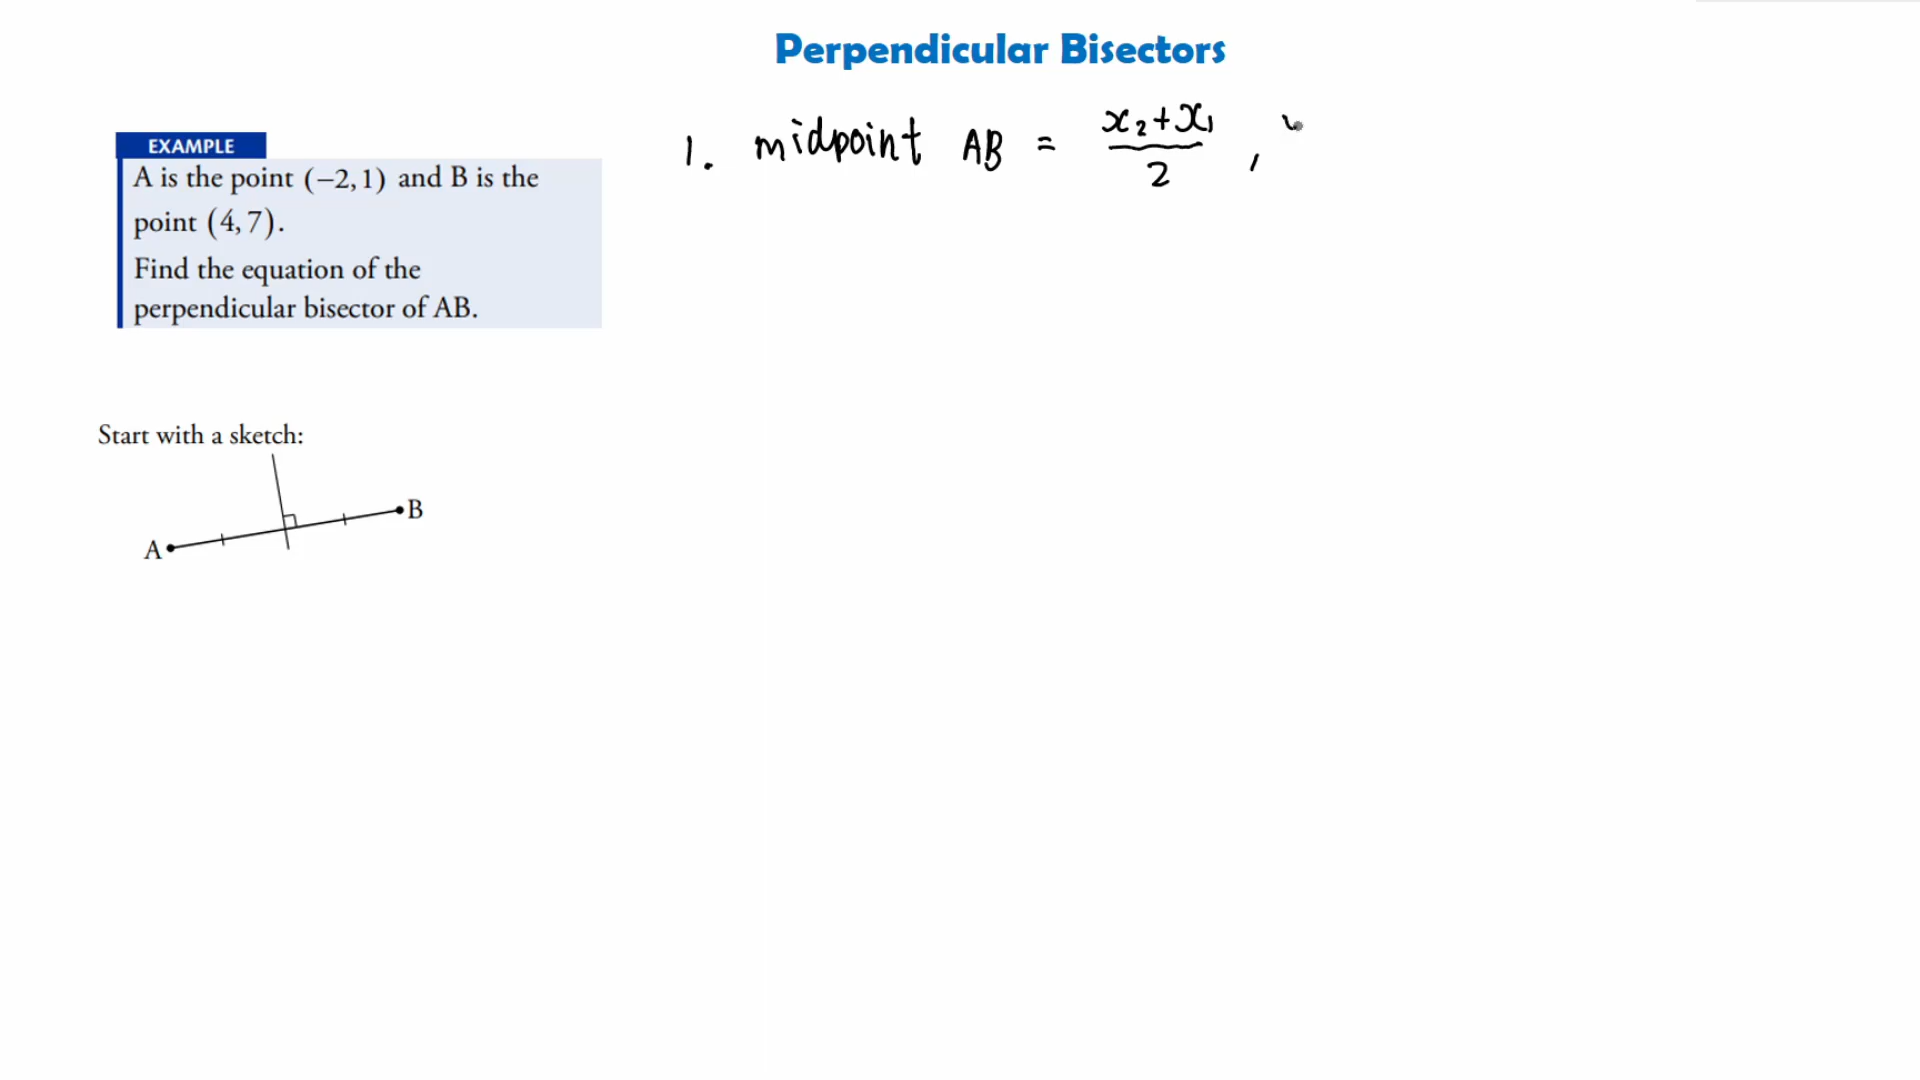 Perpendicular Bisectors
EXAMPLE
A is the point (−2, 1) and B is the
point (4, 7).
Find the equation of the
perpendicular bisector of AB.
1. midpoint AB = x₂+x₁ / 2 ,
Start with a sketch:
B
A